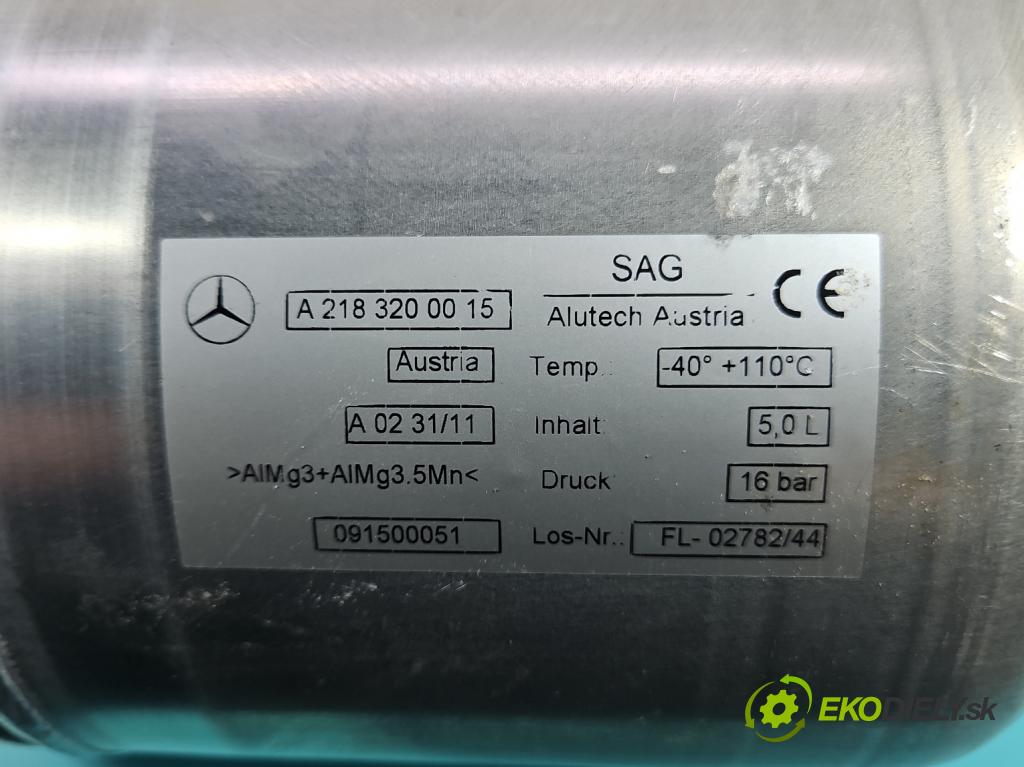 SAG
A 218 320 00 15
Alutech Austria
CE
Austria
Temp.: -40° +110°C
A 02 31/11
Inhalt: 5,0 L
>AlMg3+AlMg3.5Mn<
Druck: 16 bar
091500051
Los-Nr.: FL- 02782/44
EKODIELY.sk